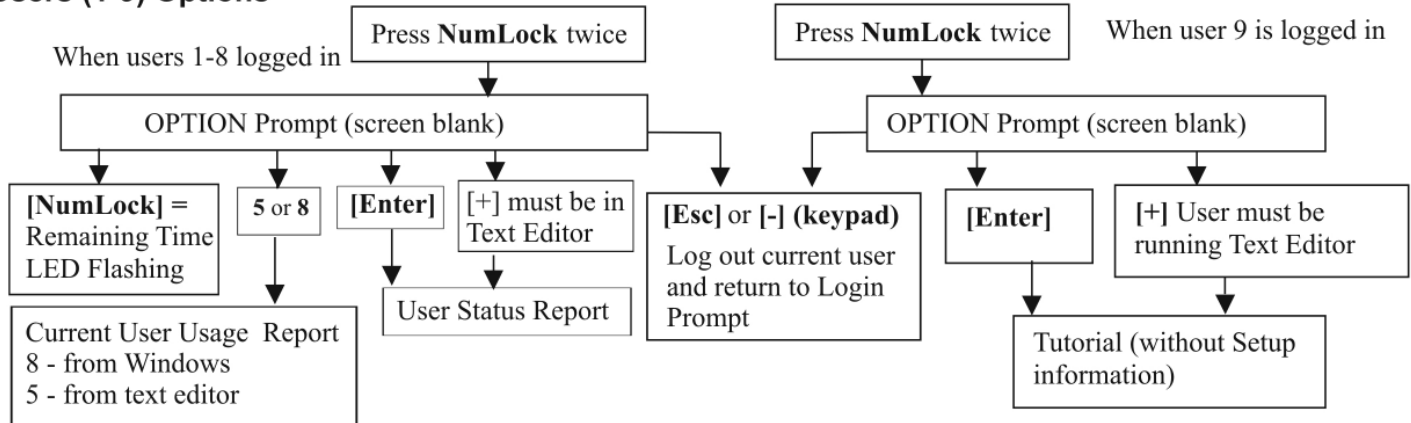 Options
When users 1-8 logged in
Press NumLock twice
OPTION Prompt (screen blank)
[NumLock] =
Remaining Time
LED Flashing
5 or 8
[Enter]
[+] must be in
Text Editor
Current User Usage Report
8 - from Windows
5 - from text editor
User Status Report
[Esc] or [-] (keypad)
Log out current user
and return to Login
Prompt
Press NumLock twice
When user 9 is logged in
OPTION Prompt (screen blank)
[Enter]
[+] User must be
running Text Editor
Tutorial (without Setup
information)